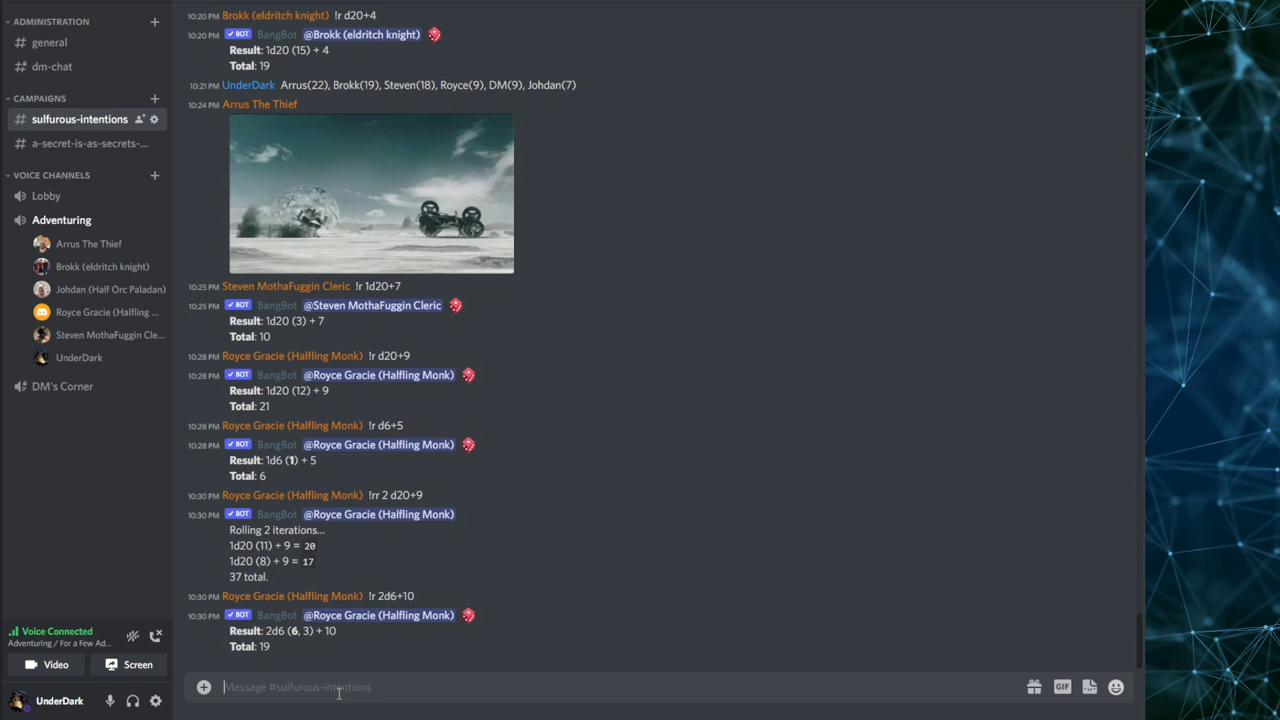 ADMINISTRATION
general
dm-chat
CAMPAIGNS
sulfurous-intentions
a-secret-is-as-secrets-...
VOICE CHANNELS
Lobby
Adventuring
Arrus The Thief
Brokk (eldritch knight)
Johdan (Half Orc Paladan)
Royce Gracie (Halfling ...
Steven MothaFuggin Cle...
UnderDark
DM's Corner
Voice Connected
Adventuring / For a Few Ad...
Video
Screen
UnderDark
10:20 PM Brokk (eldritch knight) !r d20+4
10:20 PM BOT BangBot @Brokk (eldritch knight)
Result: 1d20 (15) + 4
Total: 19
10:21 PM UnderDark Arrus(22), Brokk(19), Steven(18), Royce(9), DM(9), Johdan(7)
10:24 PM Arrus The Thief
10:25 PM Steven MothaFuggin Cleric !r 1d20+7
10:25 PM BOT BangBot @Steven MothaFuggin Cleric
Result: 1d20 (3) + 7
Total: 10
10:28 PM Royce Gracie (Halfling Monk) !r d20+9
10:28 PM BOT BangBot @Royce Gracie (Halfling Monk)
Result: 1d20 (12) + 9
Total: 21
10:28 PM Royce Gracie (Halfling Monk) !r d6+5
10:28 PM BOT BangBot @Royce Gracie (Halfling Monk)
Result: 1d6 (1) + 5
Total: 6
10:30 PM Royce Gracie (Halfling Monk) !rr 2 d20+9
10:30 PM BOT BangBot @Royce Gracie (Halfling Monk)
Rolling 2 iterations...
1d20 (11) + 9 = 20
1d20 (8) + 9 = 17
37 total.
10:30 PM Royce Gracie (Halfling Monk) !r 2d6+10
10:30 PM BOT BangBot @Royce Gracie (Halfling Monk)
Result: 2d6 (6, 3) + 10
Total: 19
Message #sulfurous-intentions
GIF